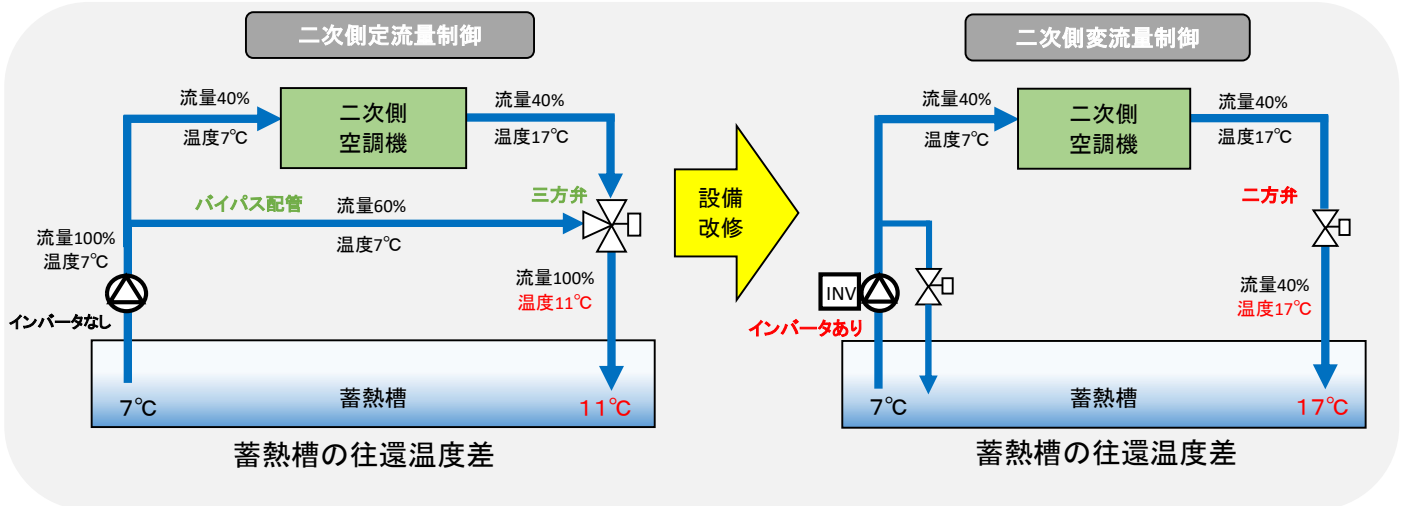 二次側定流量制御
流量40%
温度7℃
二次側
空調機
流量40%
温度17℃
バイパス配管
三方弁
流量60%
温度7℃
流量100%
温度7℃
流量100%
温度11℃
インバータなし
7℃
蓄熱槽
11℃
蓄熱槽の往還温度差
設備
改修
二次側変流量制御
流量40%
温度7℃
二次側
空調機
流量40%
温度17℃
二方弁
INV
インバータあり
流量40%
温度17℃
7℃
蓄熱槽
17℃
蓄熱槽の往還温度差